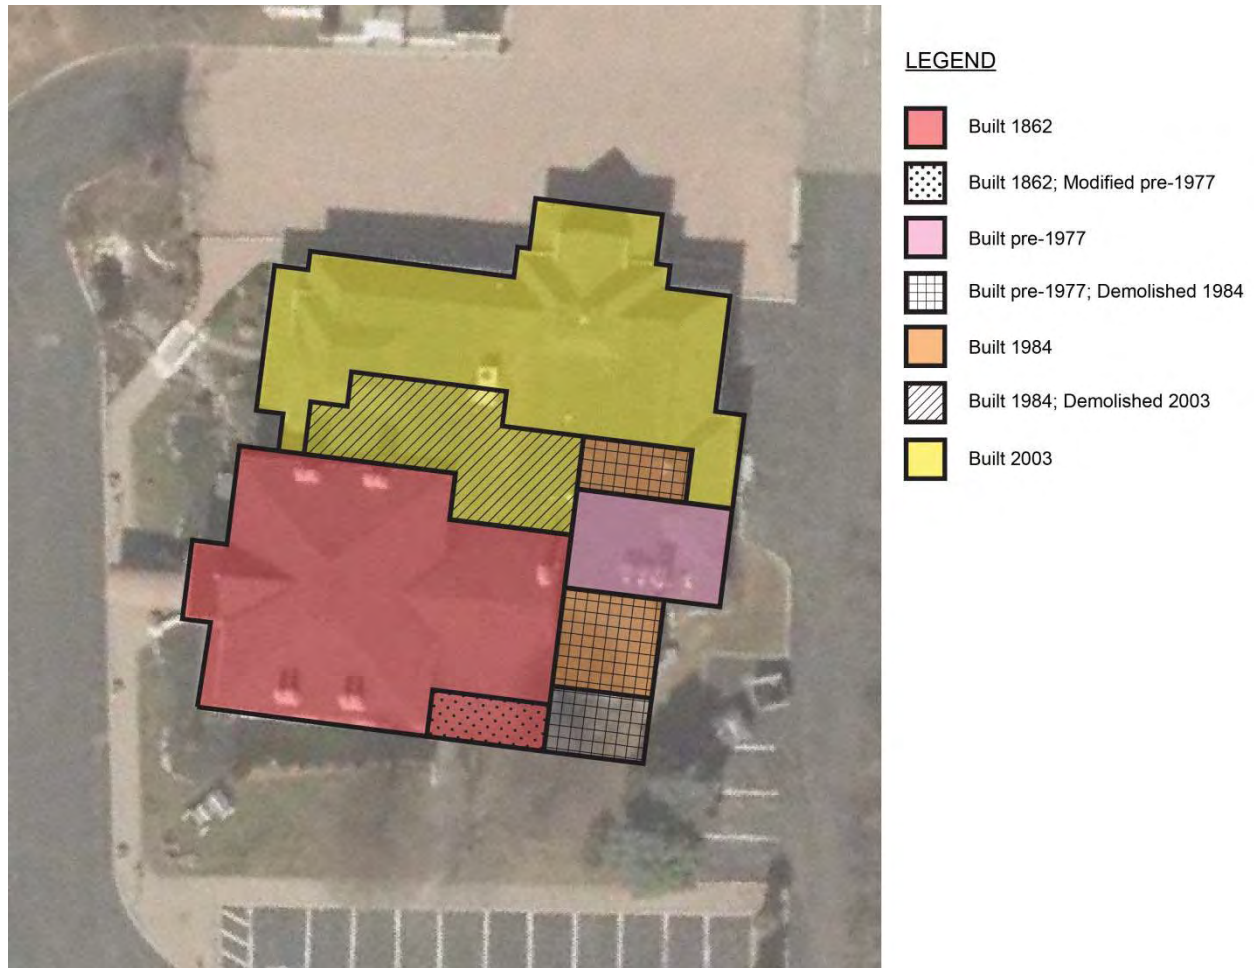 LEGEND
Built 1862
Built 1862; Modified pre-1977
Built pre-1977
Built pre-1977; Demolished 1984
Built 1984
Built 1984; Demolished 2003
Built 2003